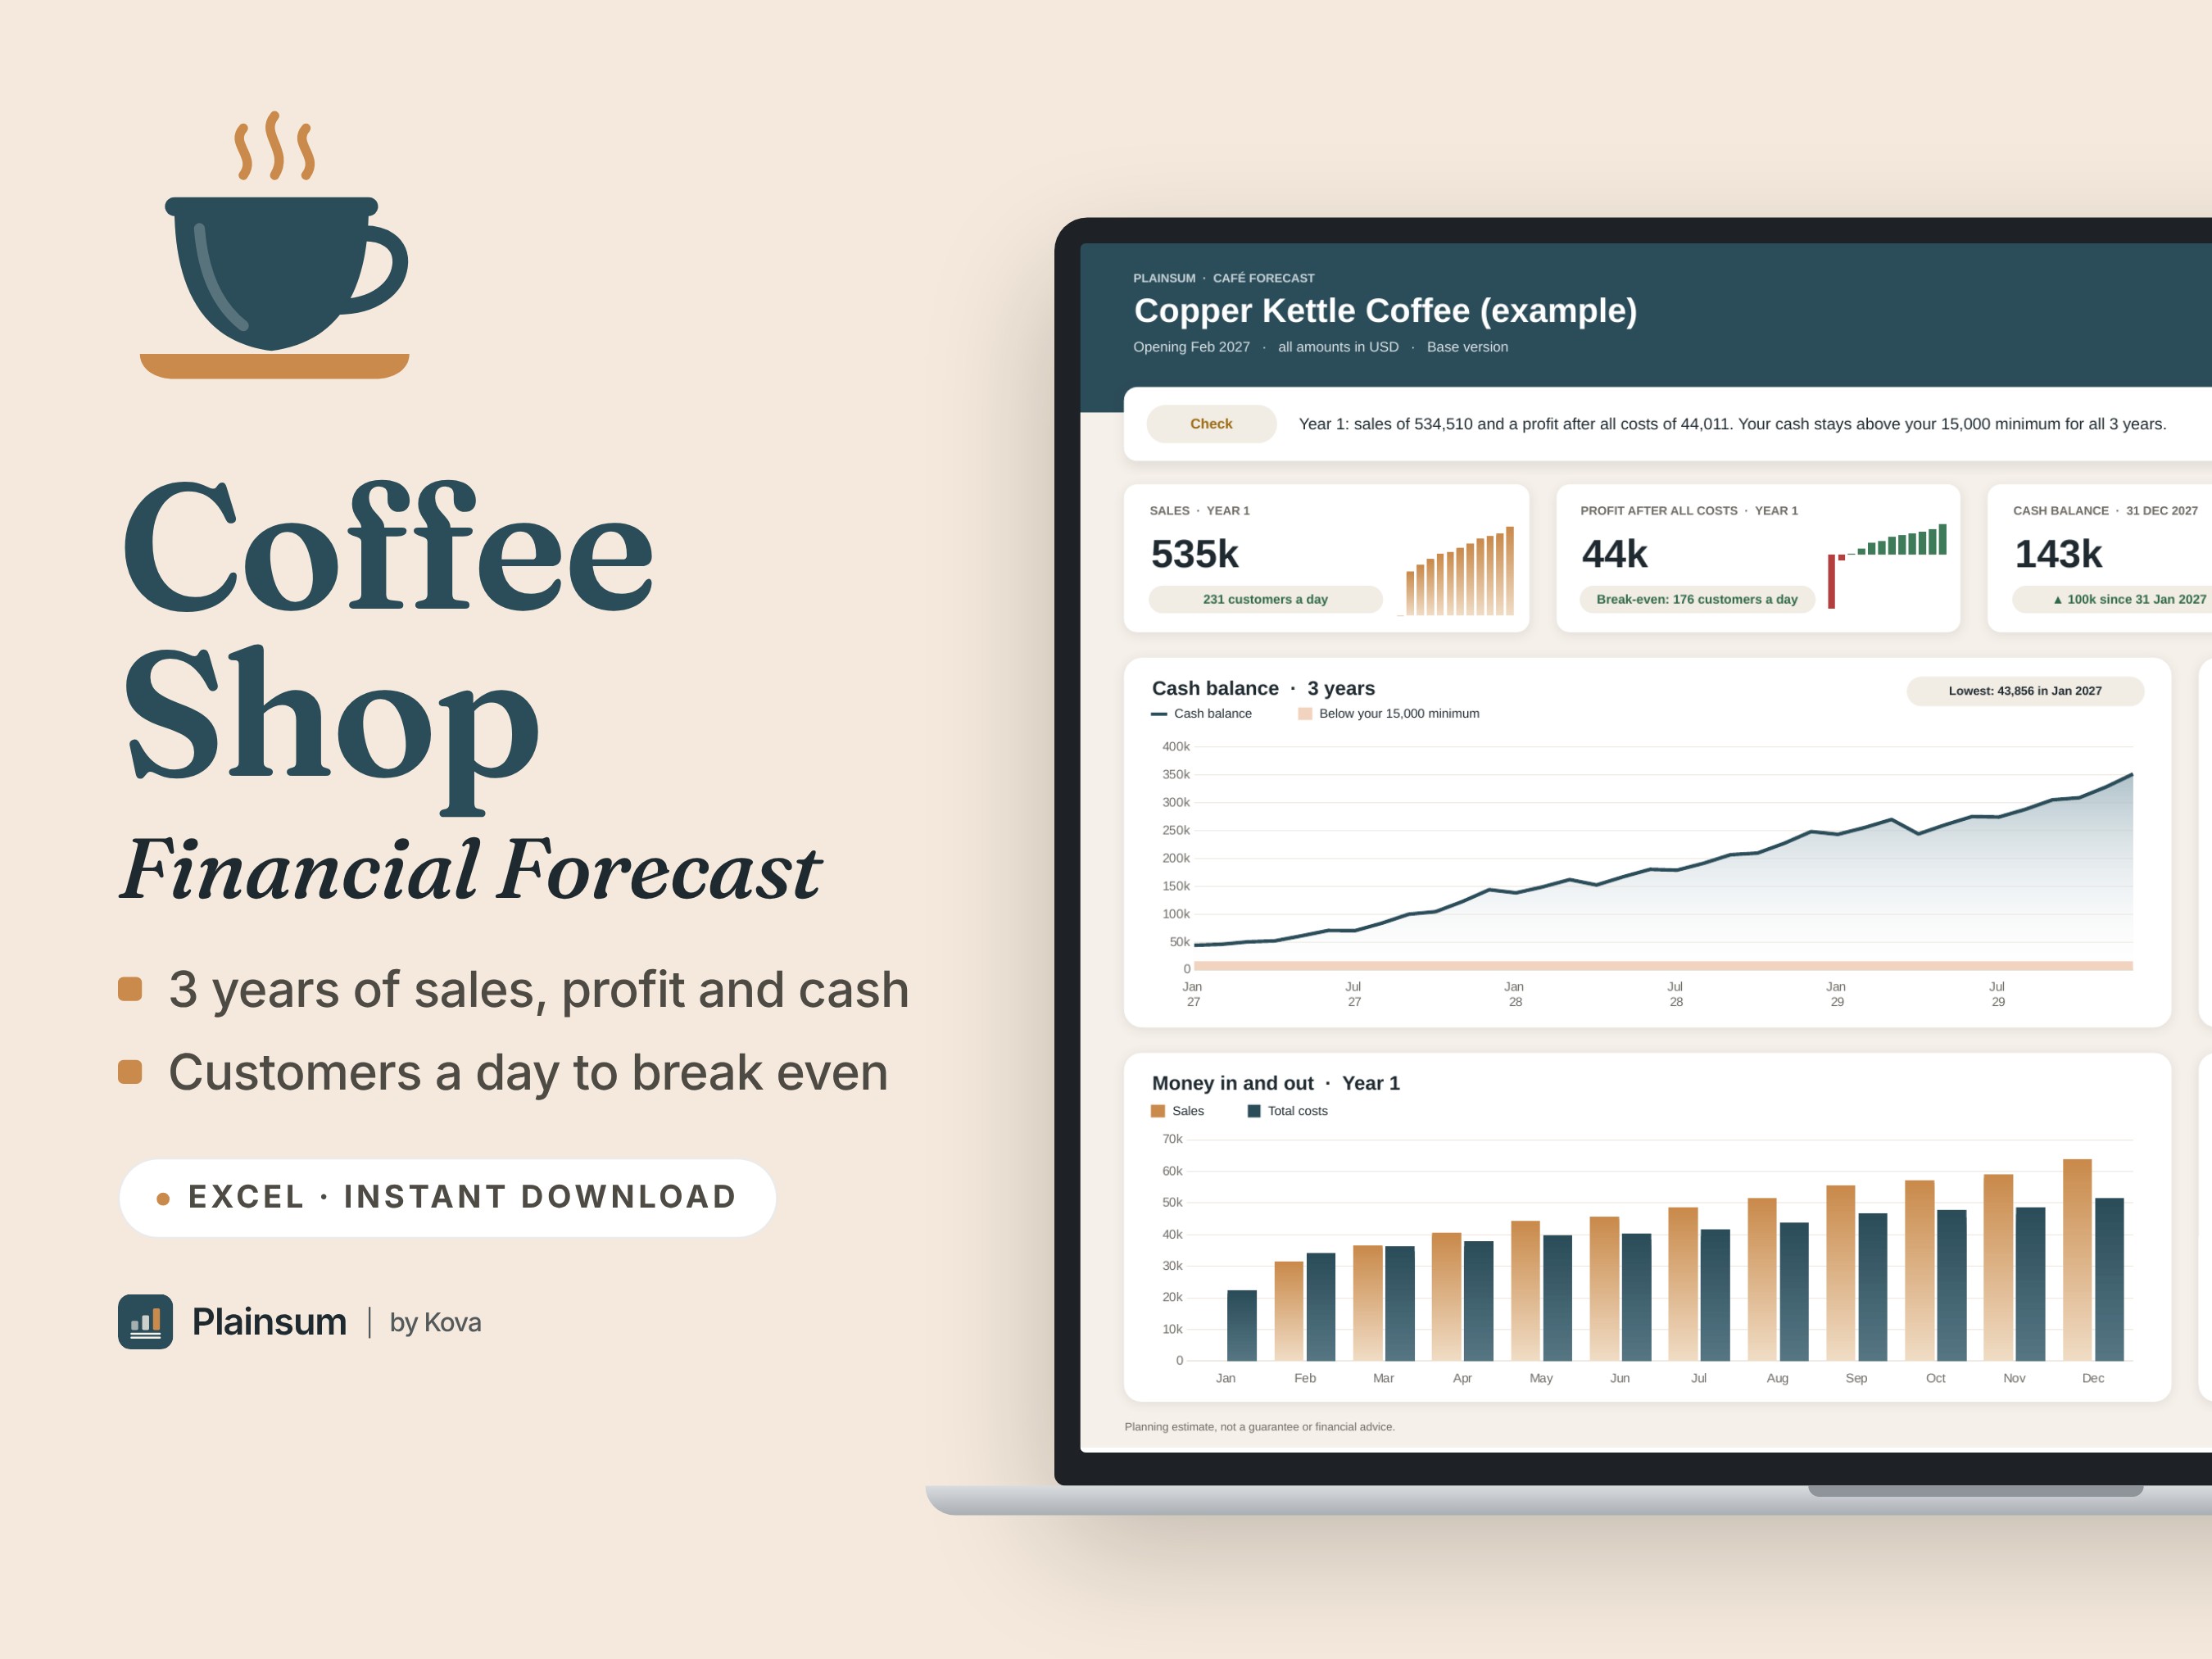 Coffee
Shop
Financial Forecast
3 years of sales, profit and cash
Customers a day to break even
EXCEL · INSTANT DOWNLOAD
Plainsum | by Kova
PLAINSUM · CAFÉ FORECAST
Copper Kettle Coffee (example)
Opening Feb 2027 · all amounts in USD · Base version
Check Year 1: sales of 534,510 and a profit after all costs of 44,011. Your cash stays above your 15,000 minimum for all 3 years.
SALES · YEAR 1
535k
231 customers a day
PROFIT AFTER ALL COSTS · YEAR 1
44k
Break-even: 176 customers a day
CASH BALANCE · 31 DEC 2027
143k
▲ 100k since 31 Jan 2027
Cash balance · 3 years
Lowest: 43,856 in Jan 2027
Cash balance Below your 15,000 minimum
400k
350k
300k
250k
200k
150k
100k
50k
0
Jan Jul Jan Jul Jan Jul
27 27 28 28 29 29
Money in and out · Year 1
Sales Total costs
70k
60k
50k
40k
30k
20k
10k
0
Jan Feb Mar Apr May Jun Jul Aug Sep Oct Nov Dec
Planning estimate, not a guarantee or financial advice.